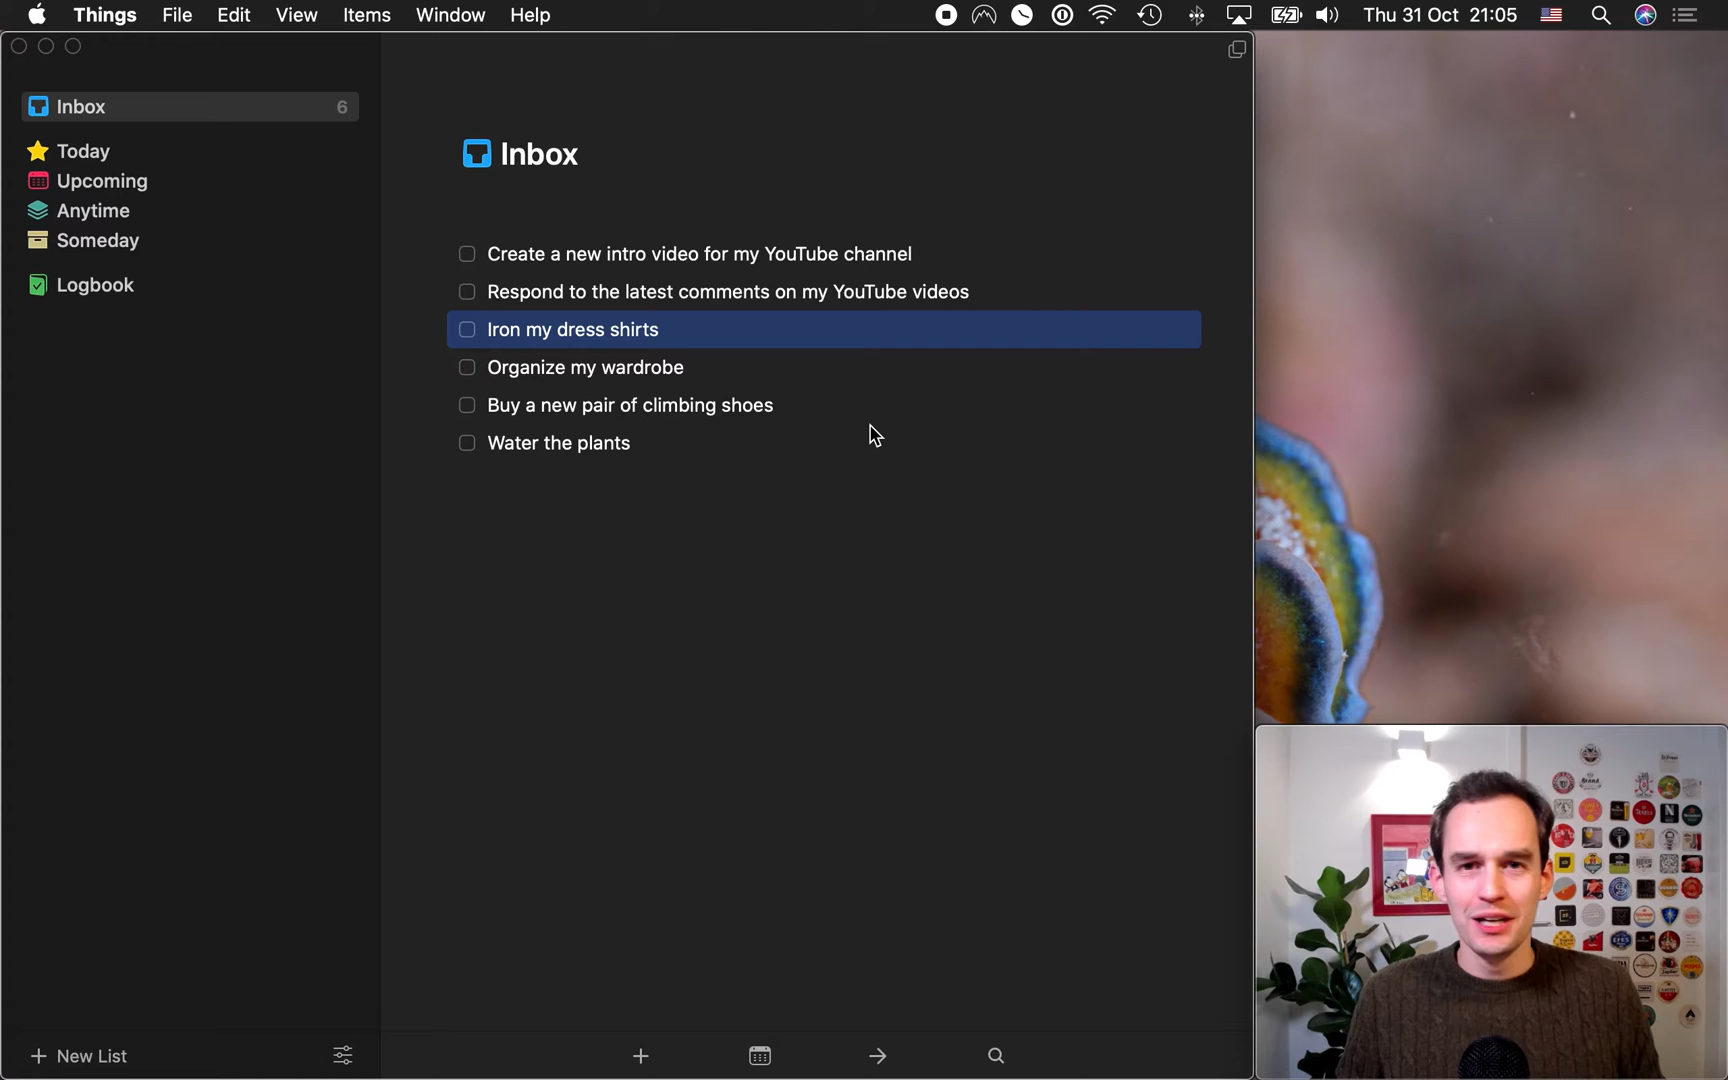 Things File Edit View Items Window Help
Thu 31 Oct 21:05
Inbox 6
Today
Upcoming
Anytime
Someday
Logbook
Inbox
Create a new intro video for my YouTube channel
Respond to the latest comments on my YouTube videos
Iron my dress shirts
Organize my wardrobe
Buy a new pair of climbing shoes
Water the plants
New List